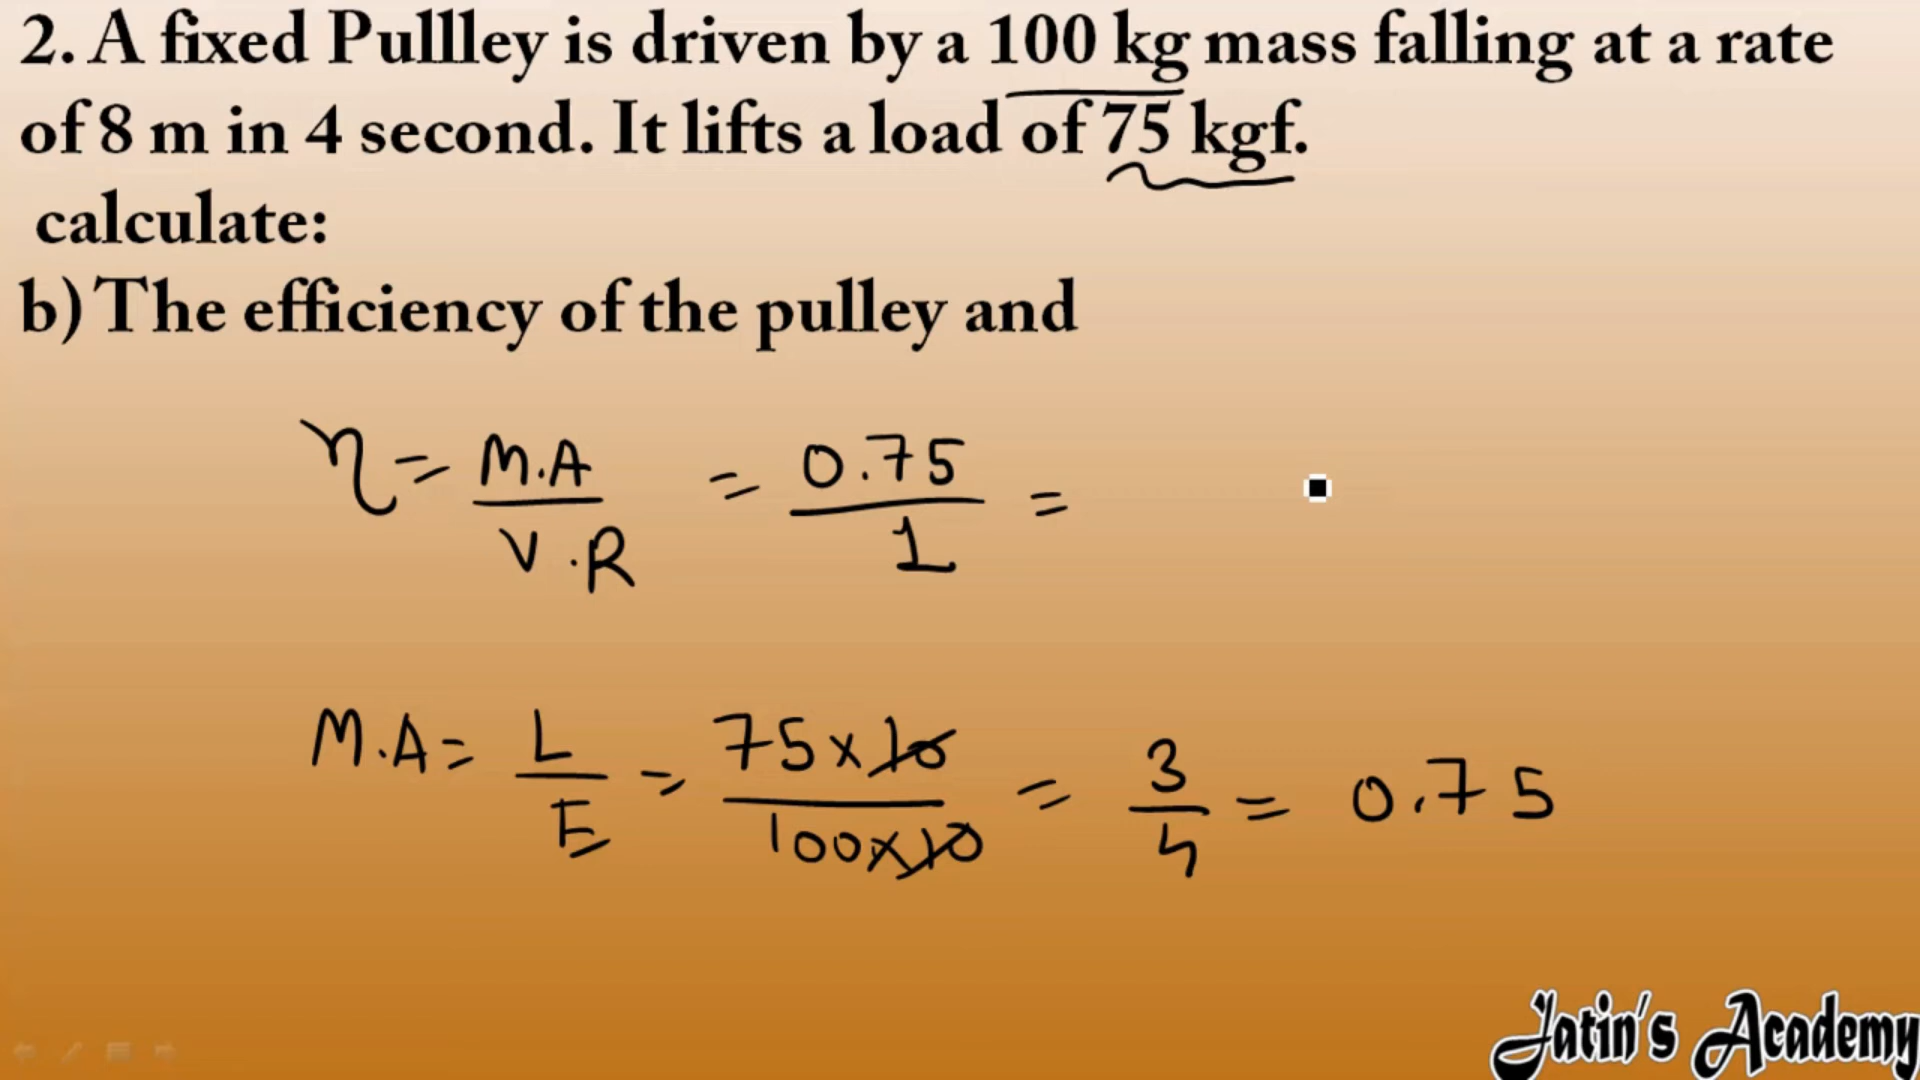 2. A fixed Pullley is driven by a 100 kg mass falling at a rate
of 8 m in 4 second. It lifts a load of 75 kgf.
calculate:
b) The efficiency of the pulley and
η = M.A / V.R = 0.75 / 1 =
M.A = L / E = 75 x 10 / 100 x 10 = 3 / 4 = 0.75
Jatin's Academy